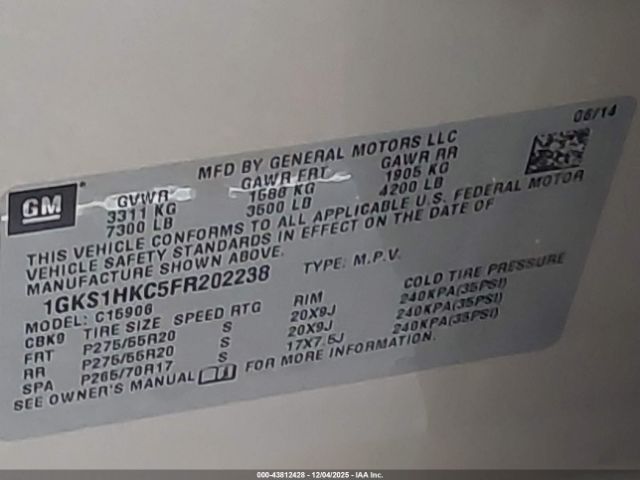 06/14
MFD BY GENERAL MOTORS LLC
GM
GVWR GAWR FRT GAWR RR
3311 KG 1588 KG 1905 KG
7300 LB 3500 LB 4200 LB
THIS VEHICLE CONFORMS TO ALL APPLICABLE U.S. FEDERAL MOTOR
VEHICLE SAFETY STANDARDS IN EFFECT ON THE DATE OF
MANUFACTURE SHOWN ABOVE.
1GKS1HKC5FR202238 TYPE: M.P.V.
MODEL: C15906
CBK9 TIRE SIZE SPEED RTG RIM COLD TIRE PRESSURE
FRT P275/55R20 S 20X9J 240KPA(35PSI)
RR P275/55R20 S 20X9J 240KPA(35PSI)
SPA P265/70R17 S 17X7.5J 240KPA(35PSI)
SEE OWNER'S MANUAL FOR MORE INFORMATION.
000-43812428 - 12/04/2025 - IAA Inc.